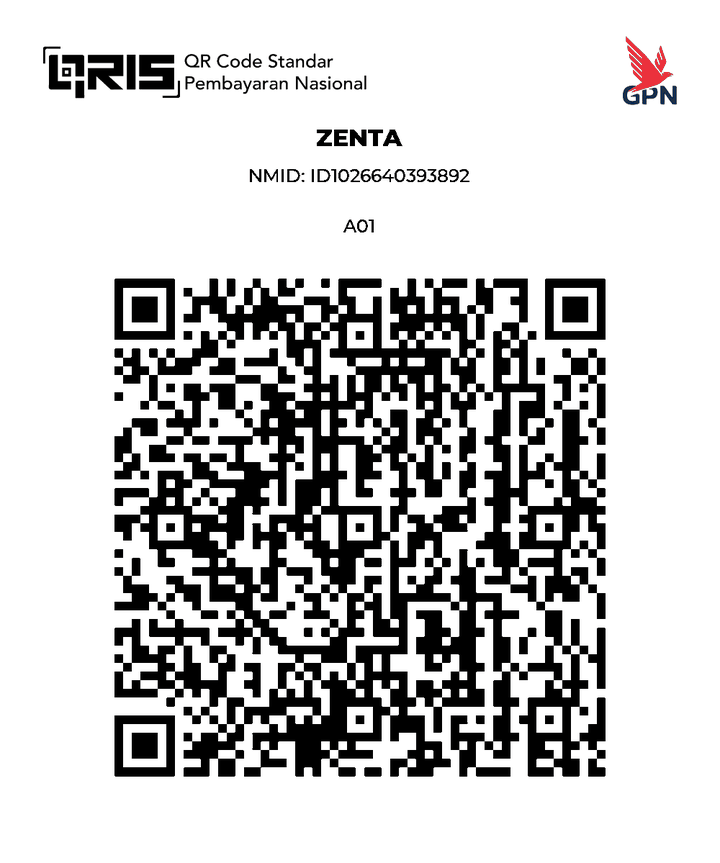 QRIS
QR Code Standar
Pembayaran Nasional
GPN
ZENTA
NMID: ID1026640393892
A01